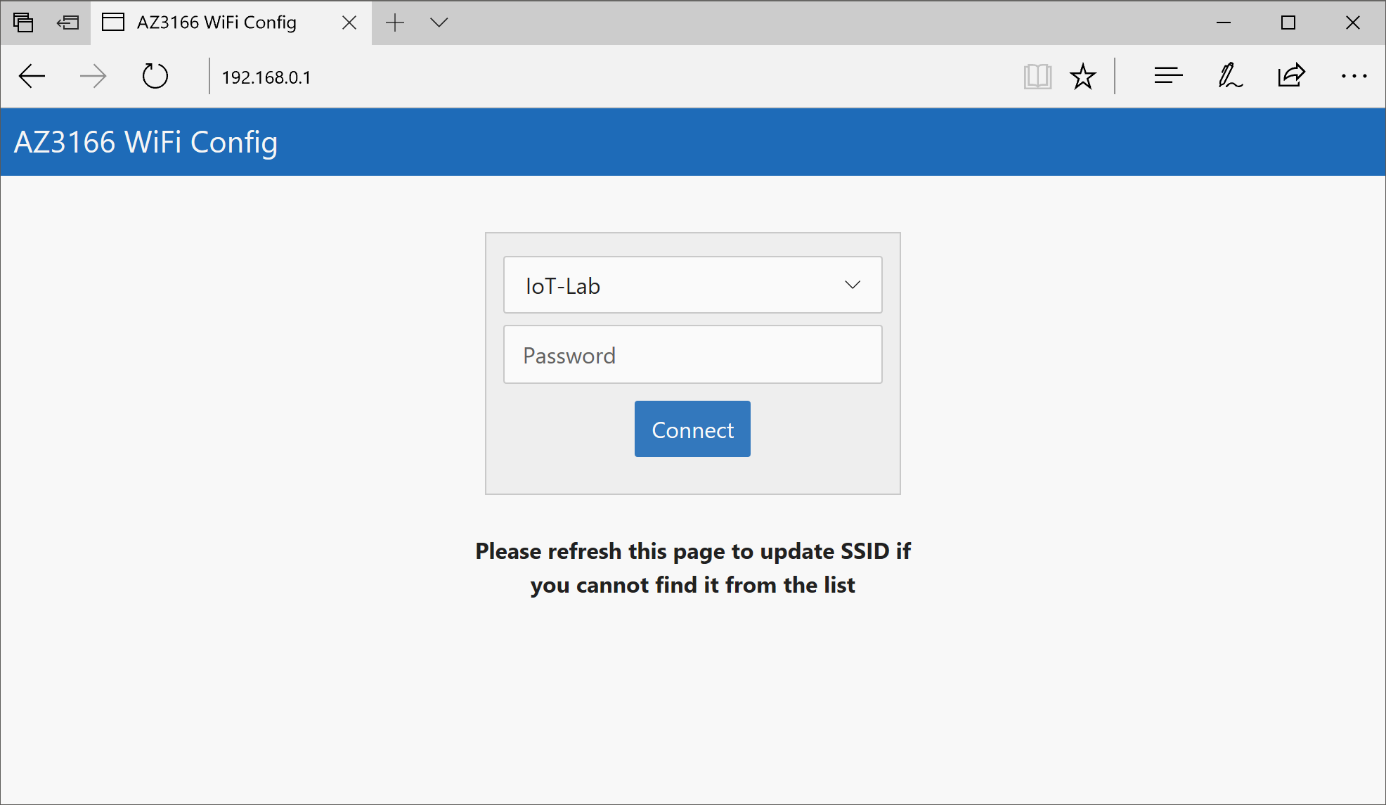 AZ3166 WiFi Config
192.168.0.1
AZ3166 WiFi Config
IoT-Lab
Password
Connect
Please refresh this page to update SSID if
you cannot find it from the list